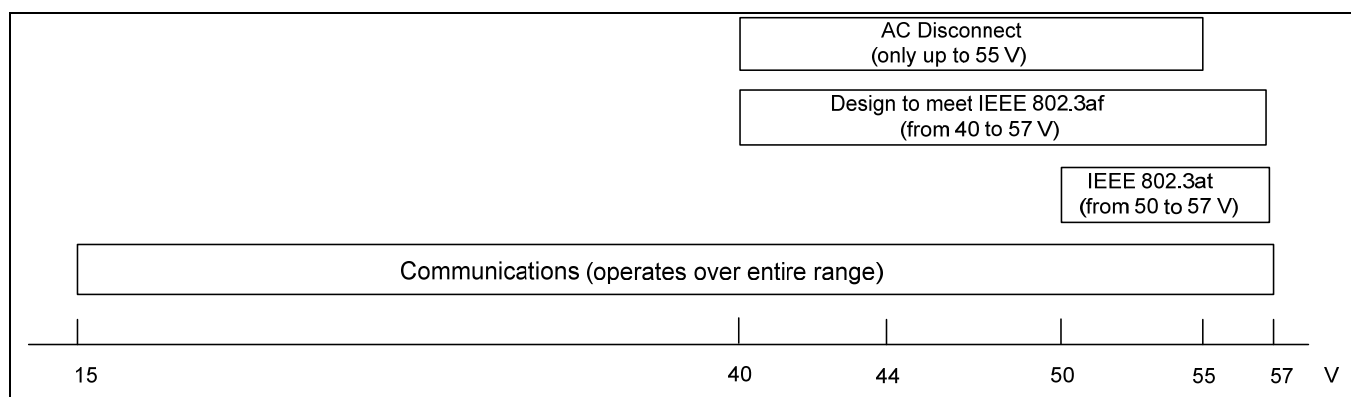 AC Disconnect
(only up to 55 V)
Design to meet IEEE 802.3af
(from 40 to 57 V)
IEEE 802.3at
(from 50 to 57 V)
Communications (operates over entire range)
15 40 44 50 55 57 V